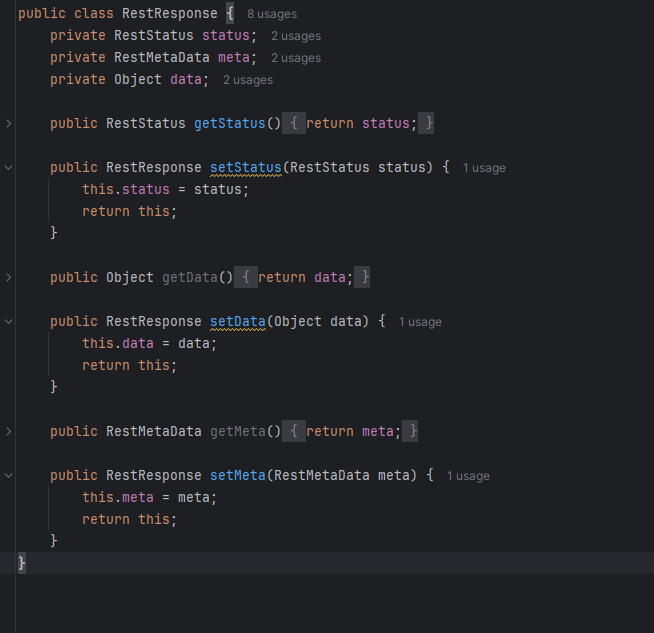 public class RestResponse { 8 usages
private RestStatus status; 2 usages
private RestMetaData meta; 2 usages
private Object data; 2 usages
public RestStatus getStatus() { return status; }
public RestResponse setStatus(RestStatus status) { 1 usage
this.status = status;
return this;
}
public Object getData() { return data; }
public RestResponse setData(Object data) { 1 usage
this.data = data;
return this;
}
public RestMetaData getMeta() { return meta; }
public RestResponse setMeta(RestMetaData meta) { 1 usage
this.meta = meta;
return this;
}
}